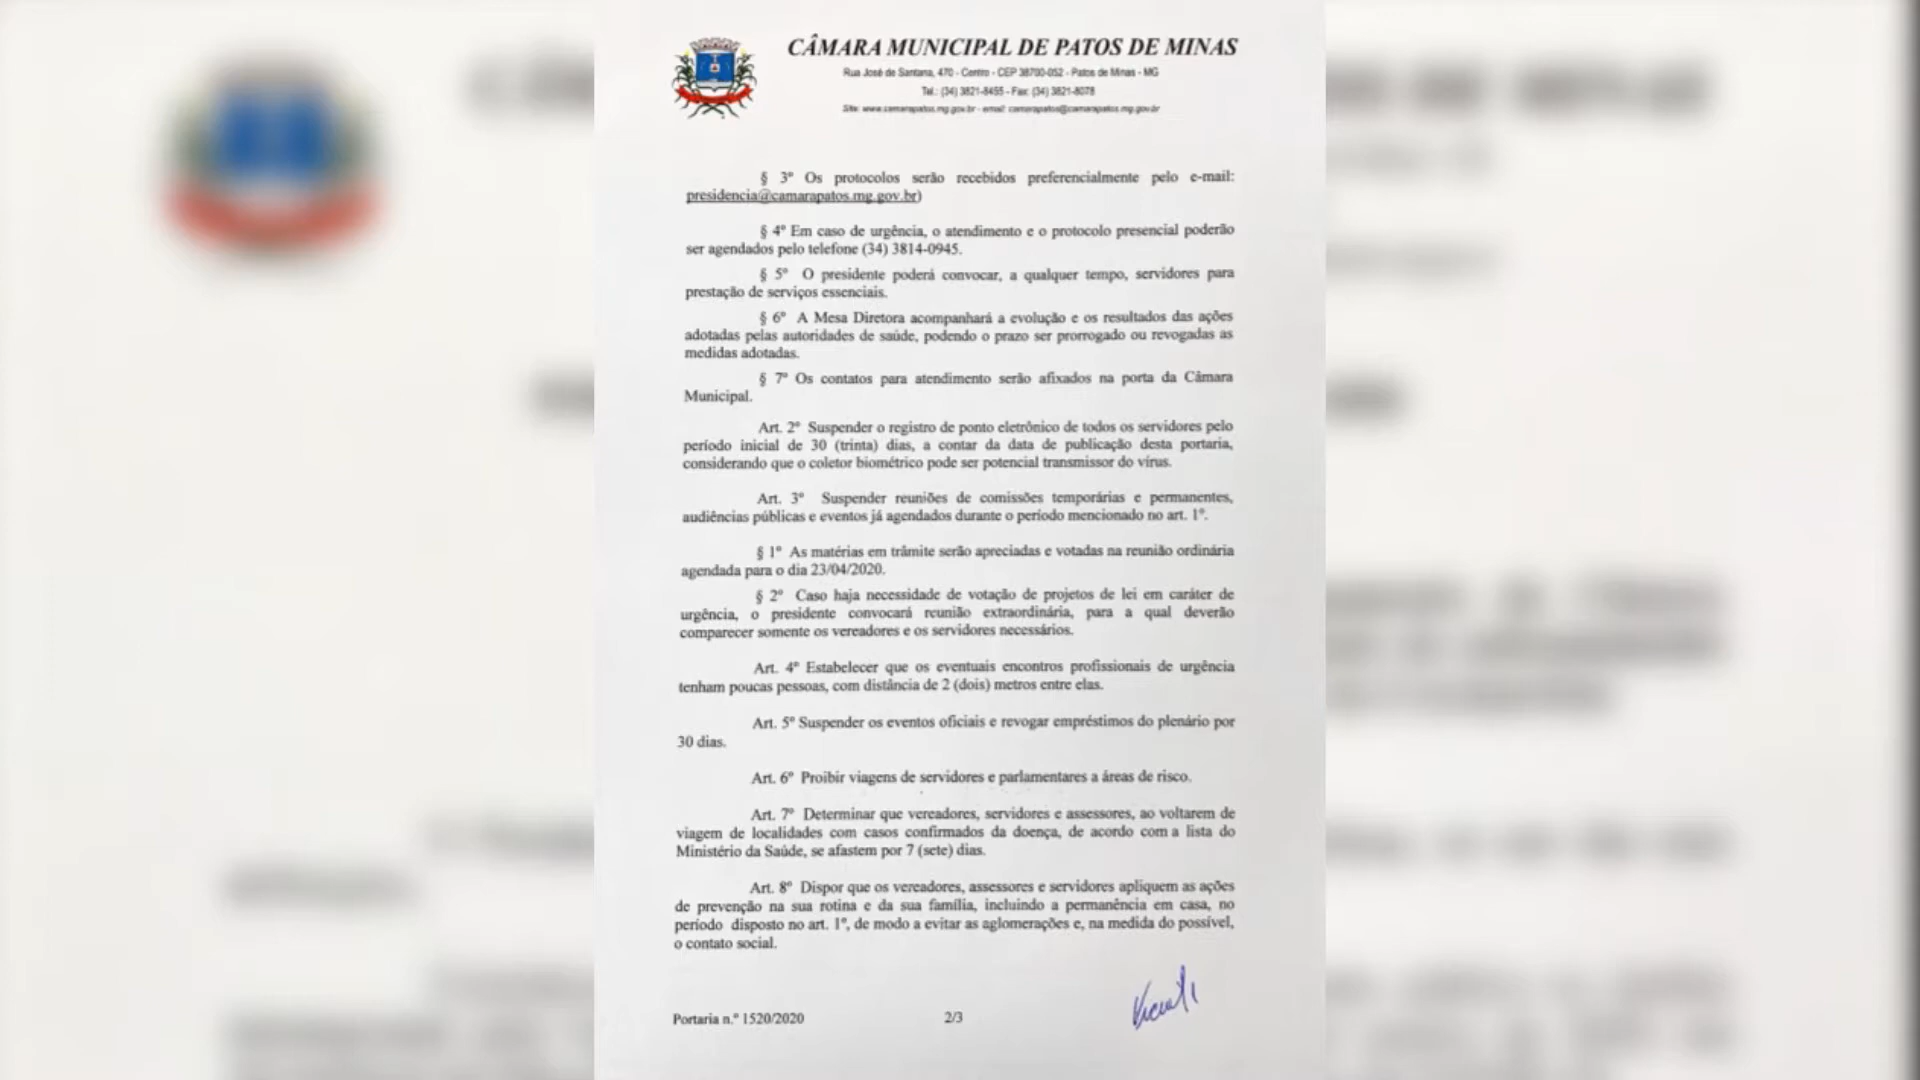 CÂMARA MUNICIPAL DE PATOS DE MINAS
Rua José de Santana, 470 - Centro - CEP 38700-052 - Patos de Minas - MG
Tel.: (34) 3821-8455 - Fax: (34) 3821-8078
Site: www.camarapatos.mg.gov.br - email: camarapatos@camarapatos.mg.gov.br
§ 3º Os protocolos serão recebidos preferencialmente pelo e-mail:
presidencia@camarapatos.mg.gov.br)
§ 4º Em caso de urgência, o atendimento e o protocolo presencial poderão
ser agendados pelo telefone (34) 3814-0945.
§ 5º O presidente poderá convocar, a qualquer tempo, servidores para
prestação de serviços essenciais.
§ 6º A Mesa Diretora acompanhará a evolução e os resultados das ações
adotadas pelas autoridades de saúde, podendo o prazo ser prorrogado ou revogadas as
medidas adotadas.
§ 7º Os contatos para atendimento serão afixados na porta da Câmara
Municipal.
Art. 2º Suspender o registro de ponto eletrônico de todos os servidores pelo
período inicial de 30 (trinta) dias, a contar da data de publicação desta portaria,
considerando que o coletor biométrico pode ser potencial transmissor do vírus.
Art. 3º Suspender reuniões de comissões temporárias e permanentes,
audiências públicas e eventos já agendados durante o período mencionado no art. 1º.
§ 1º As matérias em trâmite serão apreciadas e votadas na reunião ordinária
agendada para o dia 23/04/2020.
§ 2º Caso haja necessidade de votação de projetos de lei em caráter de
urgência, o presidente convocará reunião extraordinária, para a qual deverão
comparecer somente os vereadores e os servidores necessários.
Art. 4º Estabelecer que os eventuais encontros profissionais de urgência
tenham poucas pessoas, com distância de 2 (dois) metros entre elas.
Art. 5º Suspender os eventos oficiais e revogar empréstimos do plenário por
30 dias.
Art. 6º Proibir viagens de servidores e parlamentares a áreas de risco.
Art. 7º Determinar que vereadores, servidores e assessores, ao voltarem de
viagem de localidades com casos confirmados da doença, de acordo com a lista do
Ministério da Saúde, se afastem por 7 (sete) dias.
Art. 8º Dispor que os vereadores, assessores e servidores apliquem as ações
de prevenção na sua rotina e da sua família, incluindo a permanência em casa, no
período disposto no art. 1º, de modo a evitar as aglomerações e, na medida do possível,
o contato social.
Portaria n.º 1520/2020 2/3